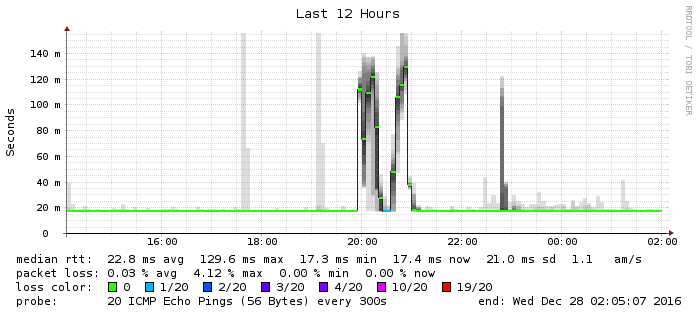 Last 12 Hours
RRDTOOL / TOBI OETIKER
Seconds
140 m
120 m
100 m
80 m
60 m
40 m
20 m
0
16:00 18:00 20:00 22:00 00:00 02:00
median rtt: 22.8 ms avg 129.6 ms max 17.3 ms min 17.4 ms now 21.0 ms sd 1.1 am/s
packet loss: 0.03 % avg 4.12 % max 0.00 % min 0.00 % now
loss color: 0 1/20 2/20 3/20 4/20 10/20 19/20
probe: 20 ICMP Echo Pings (56 Bytes) every 300s end: Wed Dec 28 02:05:07 2016